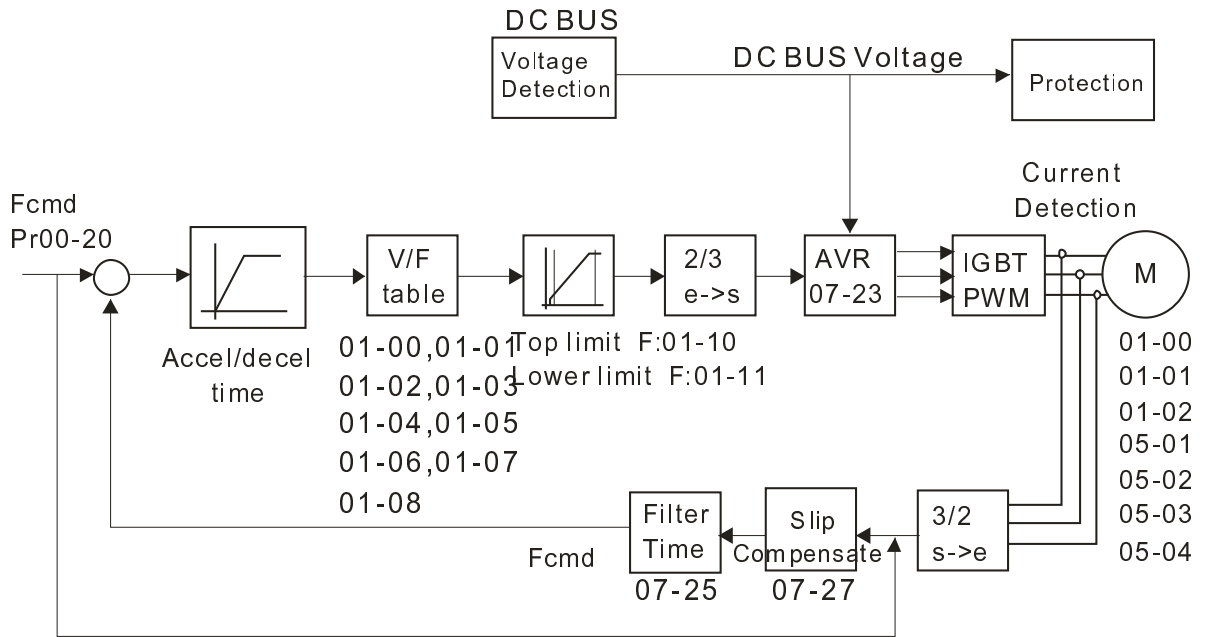 DC BUS
Voltage
Detection
DC BUS Voltage
Protection
Current
Detection
Fcmd
Pr00-20
Accel/decel
time
V/F
table
01-00,01-01
01-02,01-03
01-04,01-05
01-06,01-07
01-08
Top limit F:01-10
Lower limit F:01-11
2/3
e->s
AVR
07-23
IGBT
PWM
M
01-00
01-01
01-02
05-01
05-02
05-03
05-04
Fcmd
Filter
Time
07-25
Slip
Compensate
07-27
3/2
s->e